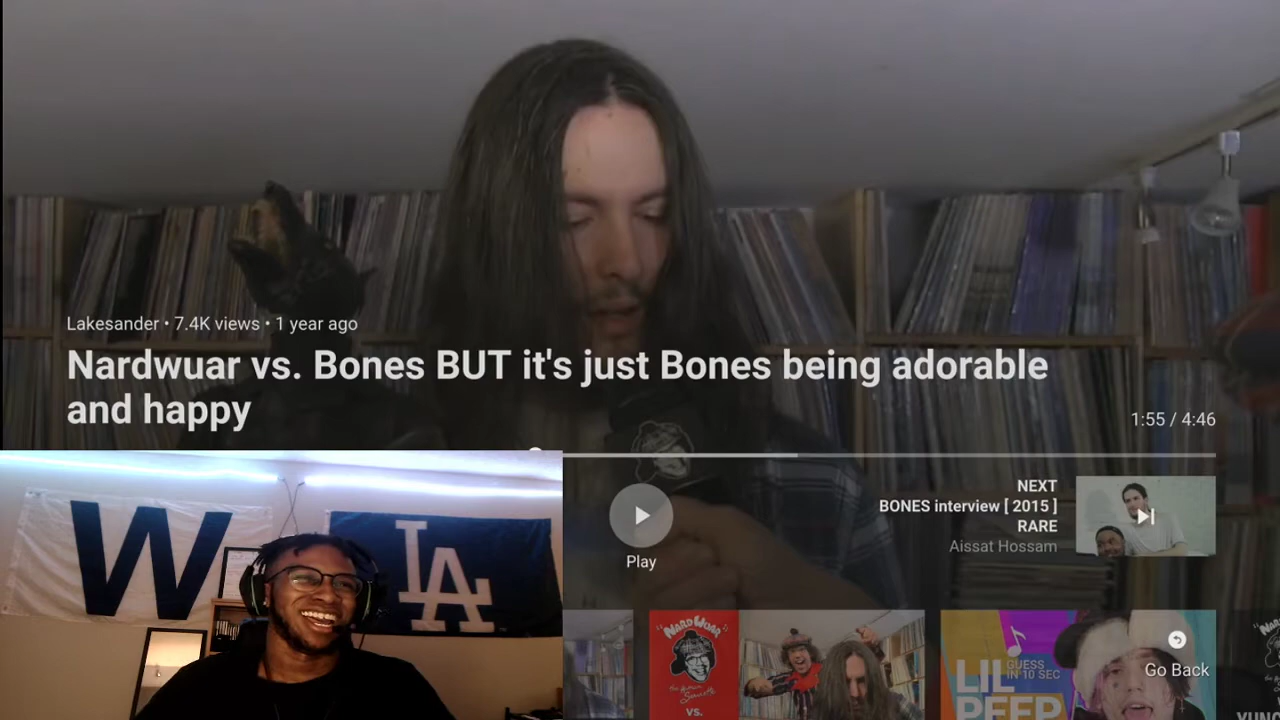 Lakesander • 7.4K views • 1 year ago
Nardwuar vs. Bones BUT it's just Bones being adorable
and happy
1:55 / 4:46
NEXT
BONES interview [ 2015 ]
RARE
Aissat Hossam
Play
W
LA
NARDWUAR
VS.
GUESS
IN 10 SEC
LIL
PEEP
Go Back